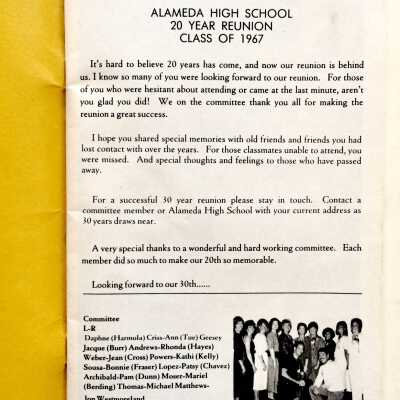 ALAMEDA HIGH SCHOOL
20 YEAR REUNION
CLASS OF 1967
It's hard to believe 20 years has come, and now our reunion is behind
us. I know so many of you were looking forward to our reunion. For those
of you who were hesitant about attending or came at the last minute, aren't
you glad you did! We on the committee thank you all for making the
reunion a great success.
I hope you shared special memories with old friends and friends you had
lost contact with over the years. For those classmates unable to attend, you
were missed. And special thoughts and feelings to those who have passed
away.
For a successful 30 year reunion please stay in touch. Contact a
committee member or Alameda High School with your current address as
30 years draws near.
A very special thanks to a wonderful and hard working committee. Each
member did so much to make our 20th so memorable.
Looking forward to our 30th......
Committee
L-R
Daphne (Harmola) Criss-Ann (Tue) Geesey
Jacque (Burr) Andrews-Rhonda (Hayes)
Weber-Jean (Cross) Powers-Kathi (Kelly)
Sousa-Bonnie (Fraser) Lopez-Patsy (Chavez)
Archibald-Pam (Dunn) Moser-Mariel
(Berding) Thomas-Michael Matthews-
Jon Westmoreland